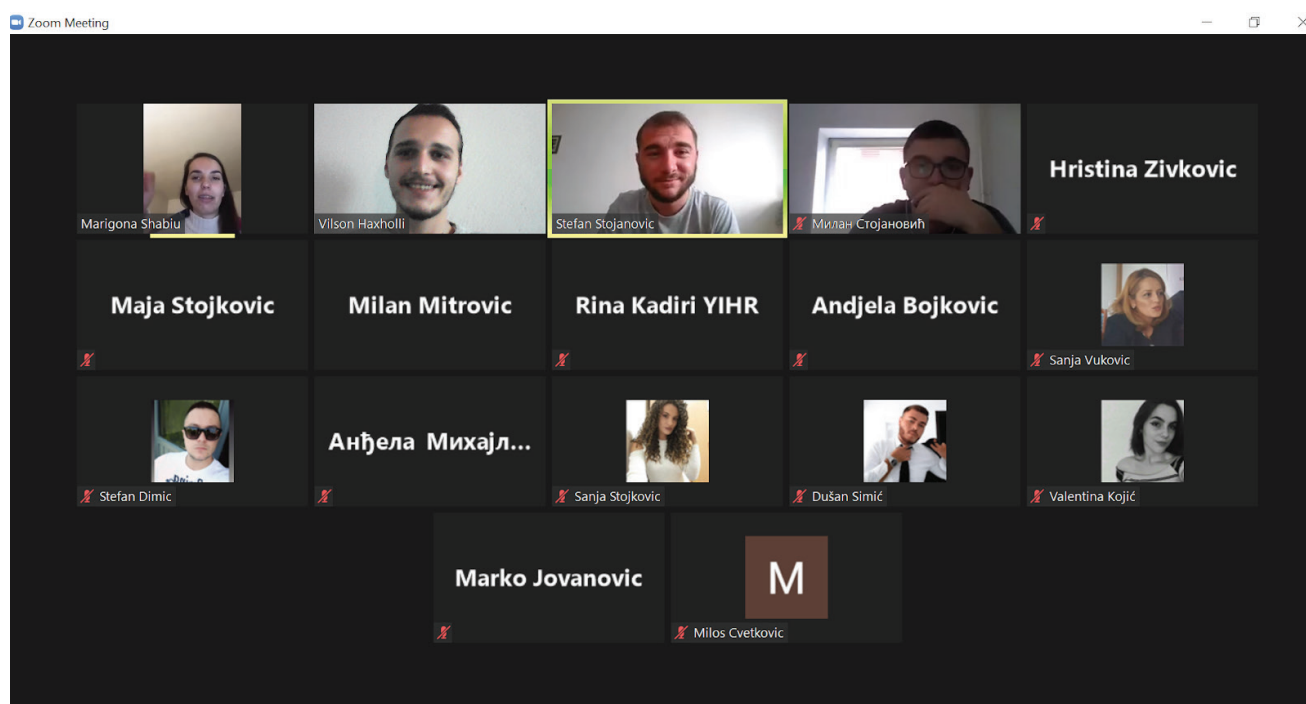 Zoom Meeting
Marigona Shabiu
Vilson Haxholli
Stefan Stojanovic
Милан Стојановић
Hristina Zivkovic
Maja Stojkovic
Milan Mitrovic
Rina Kadiri YIHR
Andjela Bojkovic
Sanja Vukovic
Stefan Dimic
Анђела Михајл...
Sanja Stojkovic
Dušan Simić
Valentina Kojić
Marko Jovanovic
M
Milos Cvetkovic